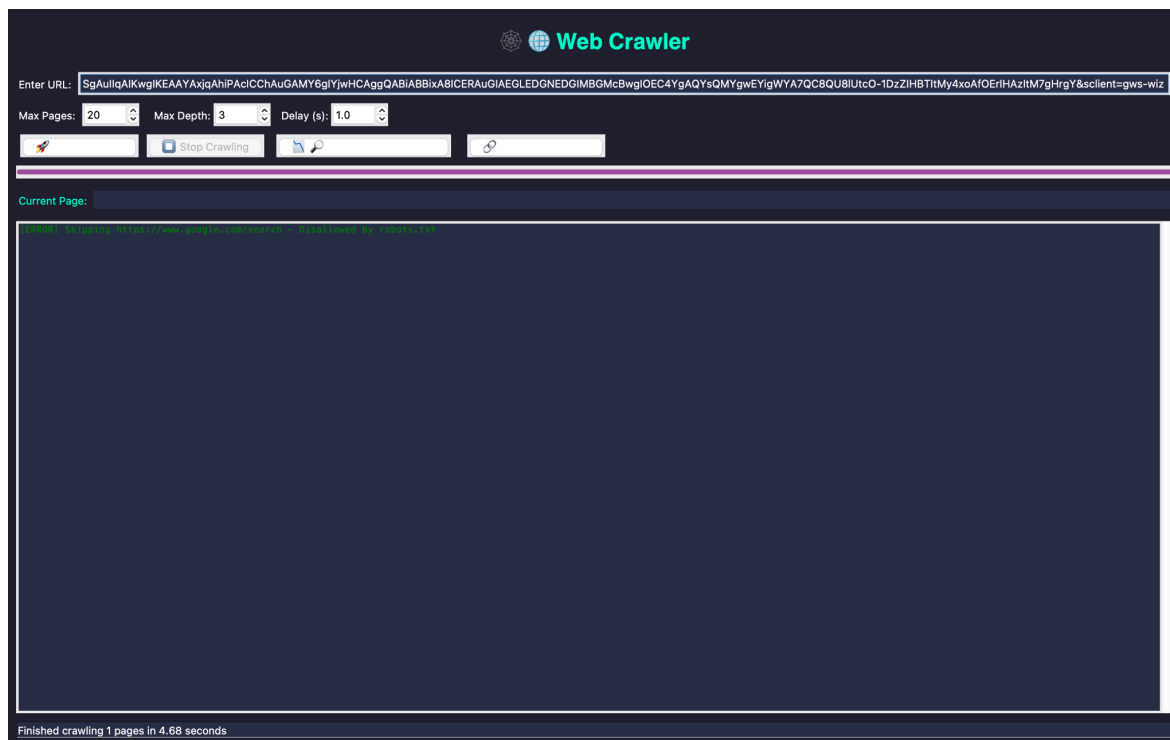 Web Crawler
Enter URL: SgAuIIqAIKwgIKEAAYAxjqAhiPAcICChAuGAMY6gIYjwHCAggQABiABBixA8ICERAuGIAEGLEDGNEDGIMBGMcBwgIOEC4YgAQYsQMYgwEYigWYA7QC8QU8lUtcO-1DzZIHBTItMy4xoAfOErIHAzItM7gHrgY&sclient=gws-wiz
Max Pages: 20 Max Depth: 3 Delay (s): 1.0
Stop Crawling
Current Page:
[ERROR] Skipping https://www.google.com/search – Disallowed by robots.txt
Finished crawling 1 pages in 4.68 seconds